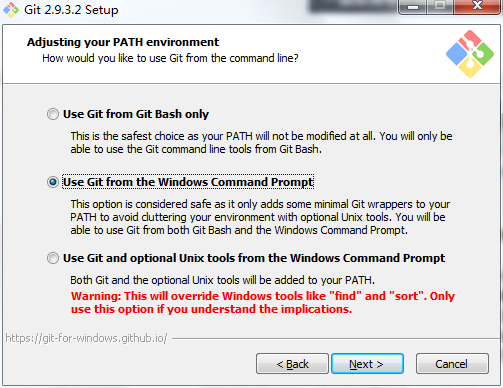 Git 2.9.3.2 Setup
Adjusting your PATH environment
How would you like to use Git from the command line?
Use Git from Git Bash only
This is the safest choice as your PATH will not be modified at all. You will only be
able to use the Git command line tools from Git Bash.
Use Git from the Windows Command Prompt
This option is considered safe as it only adds some minimal Git wrappers to your
PATH to avoid cluttering your environment with optional Unix tools. You will be
able to use Git from both Git Bash and the Windows Command Prompt.
Use Git and optional Unix tools from the Windows Command Prompt
Both Git and the optional Unix tools will be added to your PATH.
Warning: This will override Windows tools like "find" and "sort". Only
use this option if you understand the implications.
https://git-for-windows.github.io/
< Back
Next >
Cancel